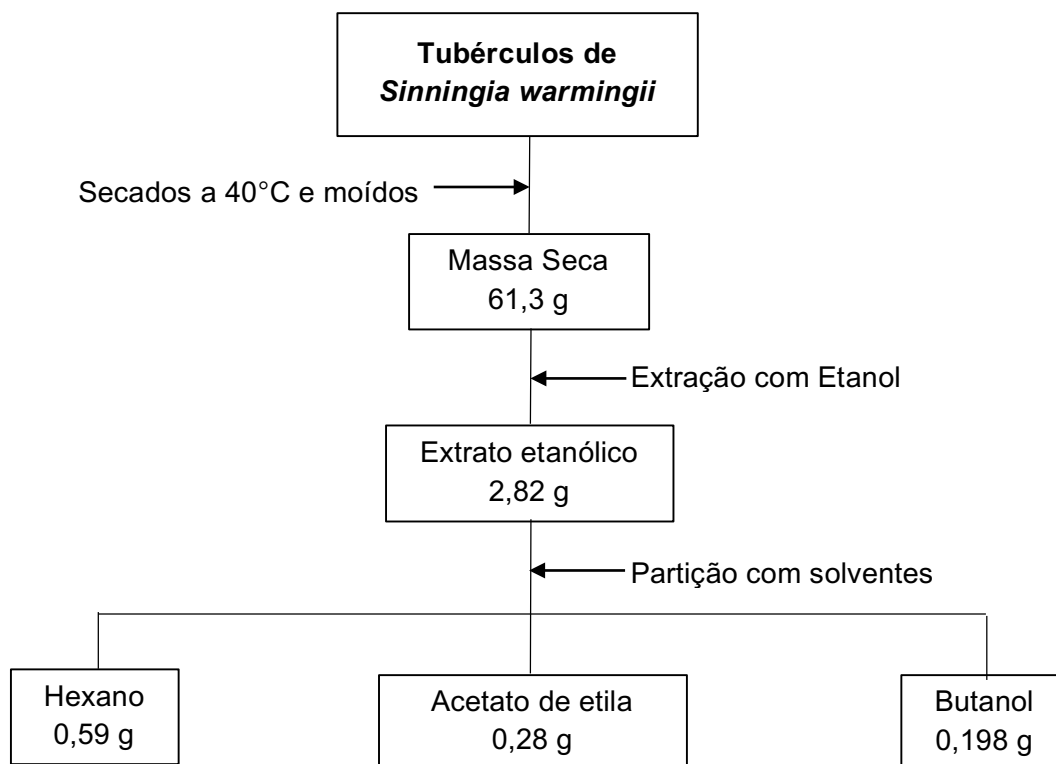 Tubérculos de
Sinningia warmingii
Secados a 40°C e moídos
Massa Seca
61,3 g
Extração com Etanol
Extrato etanólico
2,82 g
Partição com solventes
Hexano
0,59 g
Acetato de etila
0,28 g
Butanol
0,198 g